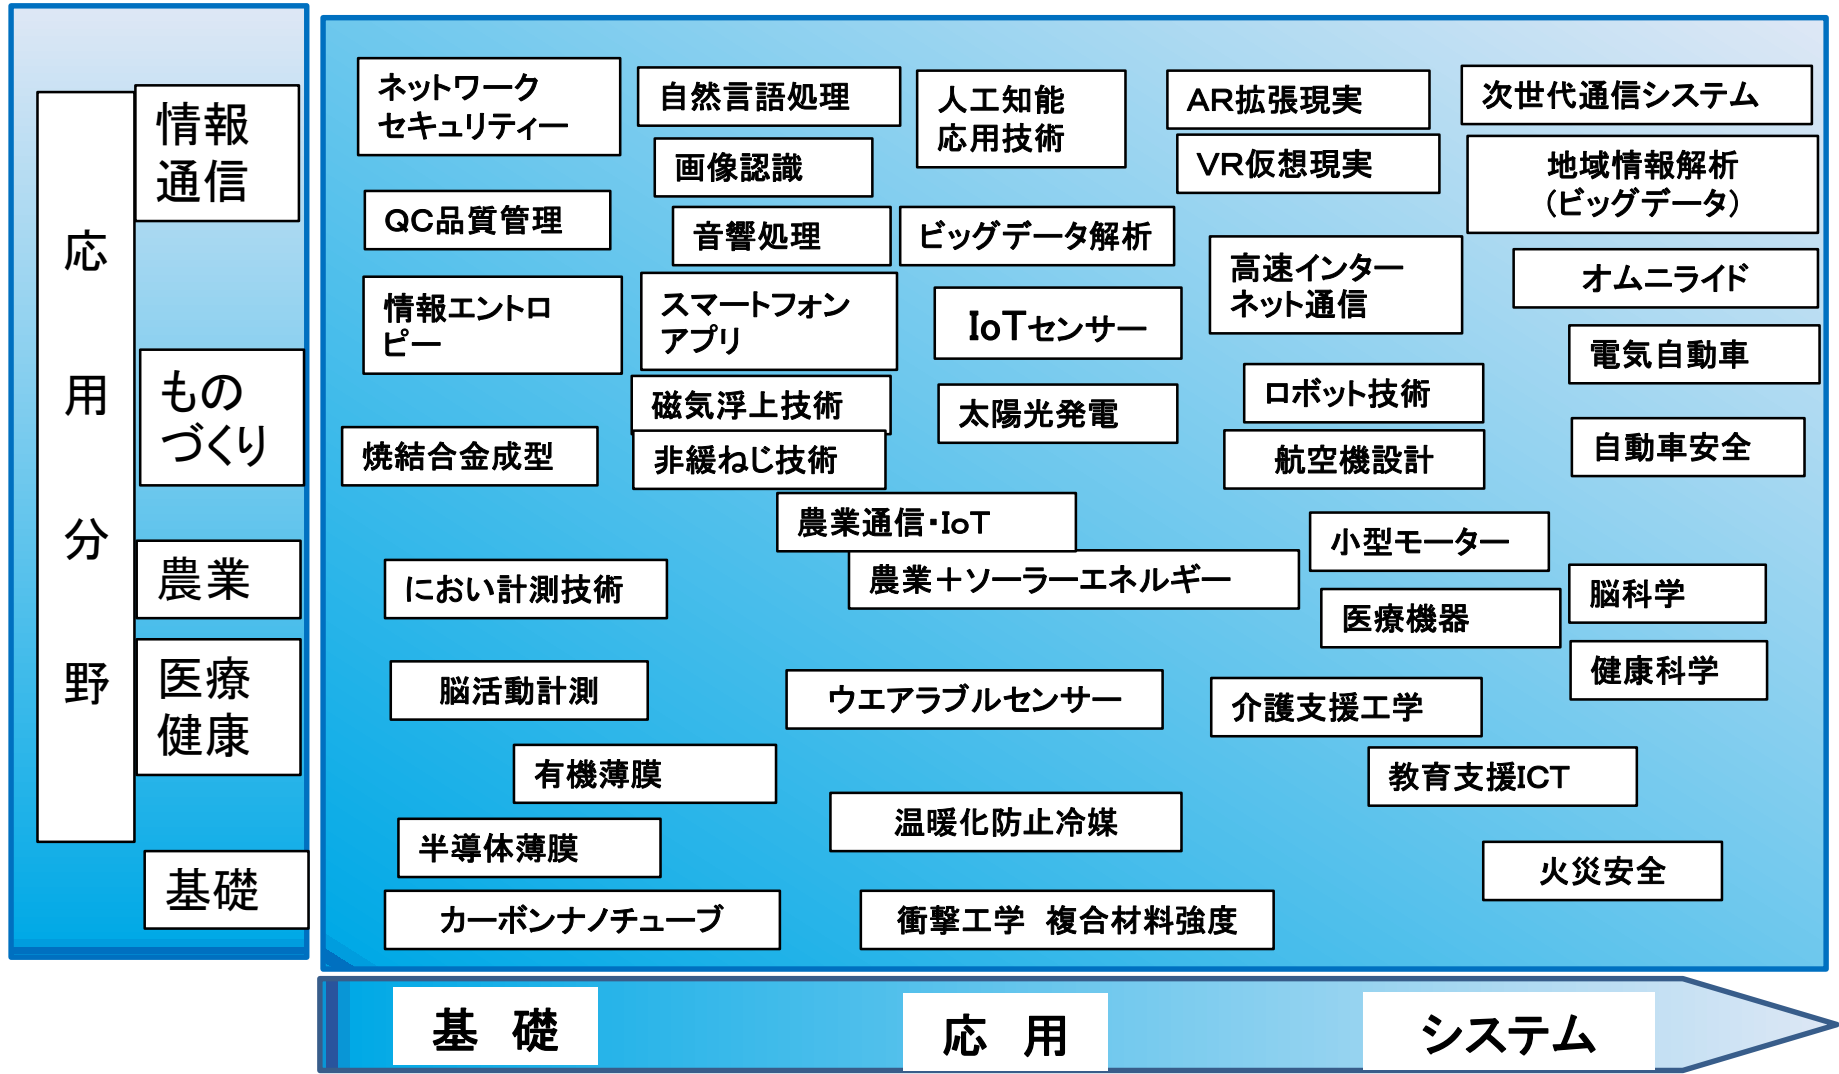 応用分野
情報
通信
ものづくり
農業
医療
健康
基礎
ネットワーク
セキュリティー
自然言語処理
人工知能
応用技術
AR拡張現実
次世代通信システム
画像認識
VR仮想現実
地域情報解析
(ビッグデータ)
QC品質管理
音響処理
ビッグデータ解析
高速インター
ネット通信
オムニライド
情報エントロ
ピー
スマートフォン
アプリ
IoTセンサー
電気自動車
磁気浮上技術
太陽光発電
ロボット技術
焼結合金成型
非緩ねじ技術
航空機設計
自動車安全
農業通信・IoT
小型モーター
におい計測技術
農業＋ソーラーエネルギー
医療機器
脳科学
脳活動計測
ウエアラブルセンサー
介護支援工学
健康科学
有機薄膜
教育支援ICT
半導体薄膜
温暖化防止冷媒
火災安全
カーボンナノチューブ
衝撃工学　複合材料強度
基　礎
応　用
システム